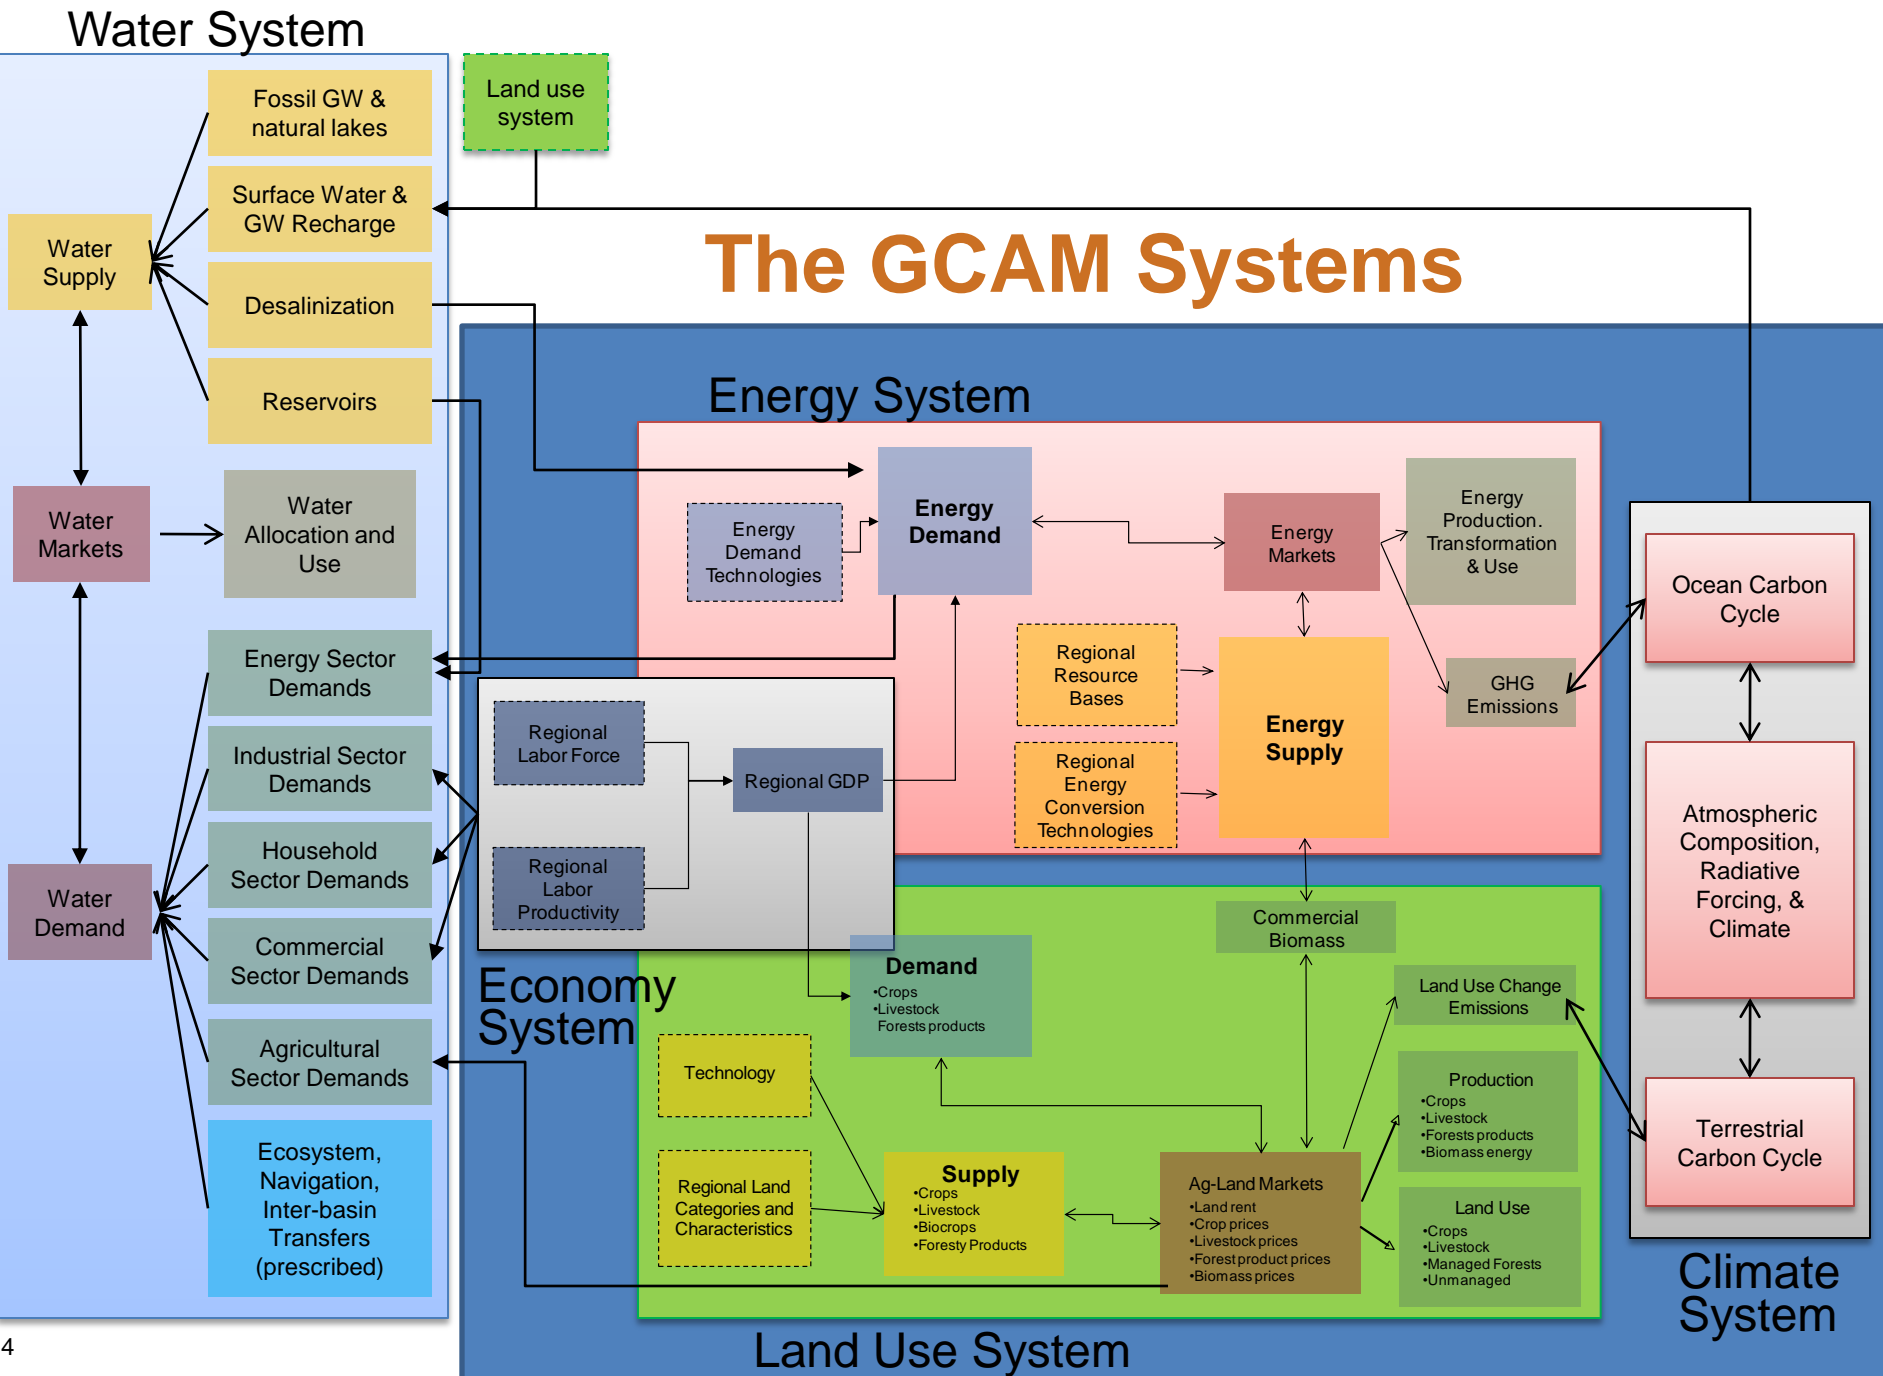 Water System
Fossil GW &
natural lakes
Land use
system
Surface Water &
GW Recharge
Water
Supply
The GCAM Systems
Desalinization
Reservoirs
Energy System
Water
Markets
Water
Allocation and
Use
Energy
Demand
Technologies
Energy
Demand
Energy
Markets
Energy
Production.
Transformation
& Use
Ocean Carbon
Cycle
Energy Sector
Demands
Regional
Resource
Bases
GHG
Emissions
Energy
Supply
Regional
Labor Force
Industrial Sector
Demands
Regional GDP
Regional
Energy
Conversion
Technologies
Atmospheric
Composition,
Radiative
Forcing, &
Climate
Household
Sector Demands
Regional
Labor
Productivity
Water
Demand
Commercial
Sector Demands
Commercial
Biomass
Economy
System
Demand
•Crops
•Livestock
Forests products
Land Use Change
Emissions
Agricultural
Sector Demands
Technology
Production
•Crops
•Livestock
•Forests products
•Biomass energy
Terrestrial
Carbon Cycle
Ecosystem,
Navigation,
Inter-basin
Transfers
(prescribed)
Regional Land
Categories and
Characteristics
Supply
•Crops
•Livestock
•Biocrops
•Foresty Products
Ag-Land Markets
•Land rent
•Crop prices
•Livestock prices
•Forest product prices
•Biomass prices
Land Use
•Crops
•Livestock
•Managed Forests
•Unmanaged
Climate
System
Land Use System
4